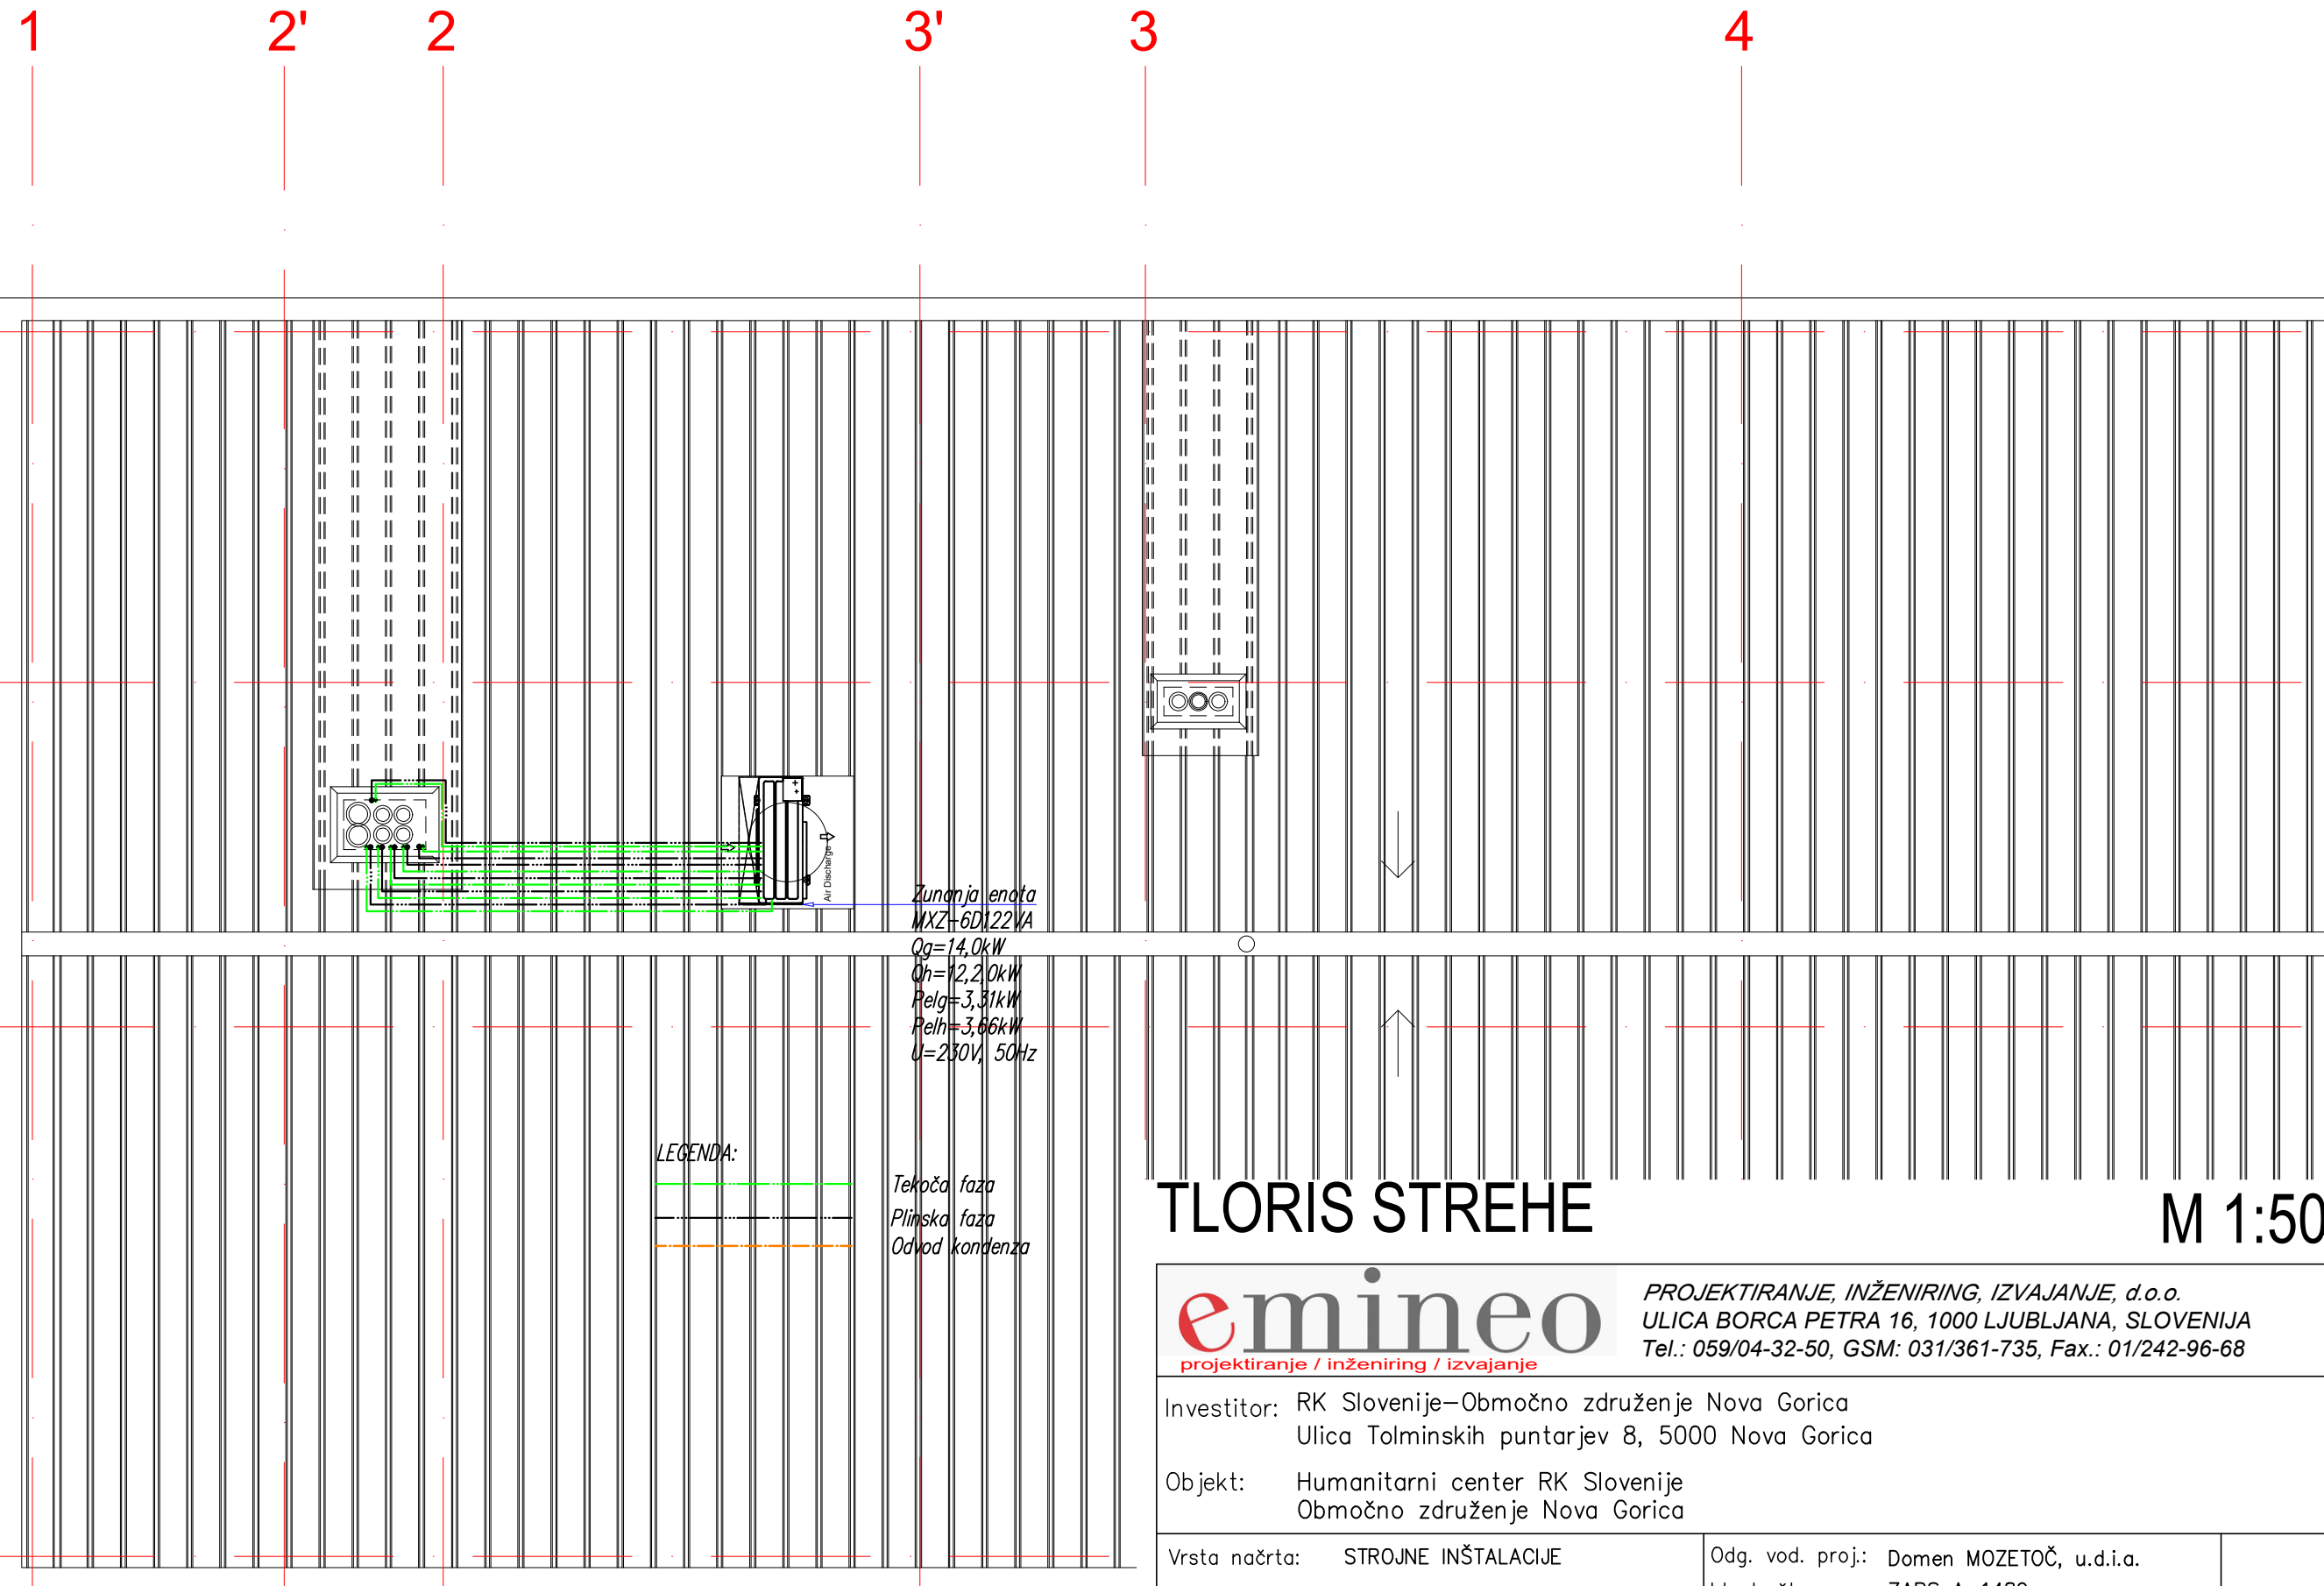 1 2' 2 3' 3 4
Air Discharge
Zunanja enota
MXZ-6D122VA
Qg=14,0kW
Qh=12,2,0kW
Pelg=3,31kW
Pelh=3,66kW
U=230V, 50Hz
LEGENDA:
Tekoča faza
Plinska faza
Odvod kondenza
TLORIS STREHE
M 1:50
emineo
projektiranje / inženiring / izvajanje
PROJEKTIRANJE, INŽENIRING, IZVAJANJE, d.o.o.
ULICA BORCA PETRA 16, 1000 LJUBLJANA, SLOVENIJA
Tel.: 059/04-32-50, GSM: 031/361-735, Fax.: 01/242-96-68
Investitor: RK Slovenije-Območno združenje Nova Gorica
Ulica Tolminskih puntarjev 8, 5000 Nova Gorica
Objekt: Humanitarni center RK Slovenije
Območno združenje Nova Gorica
Vrsta načrta: STROJNE INŠTALACIJE
Odg. vod. proj.: Domen MOZETOČ, u.d.i.a.